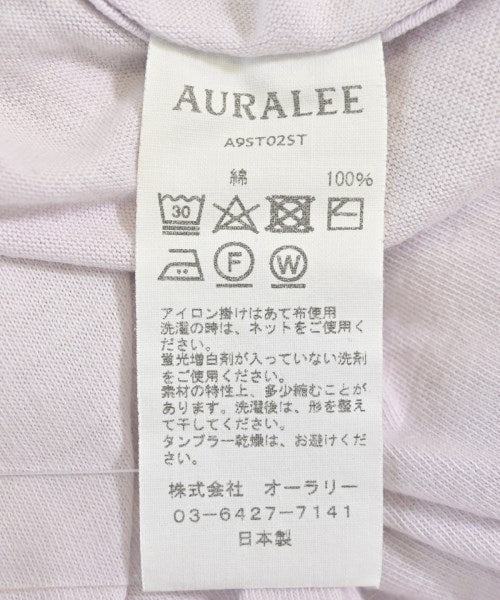 AURALEE
A9ST02ST
綿 100%
30
F W
アイロン掛けはあて布使用
洗濯の時は、ネットをご使用く
ださい。
蛍光増白剤が入っていない洗剤
をご使用ください。
素材の特性上、多少縮むことが
あります。洗濯後は、形を整え
て干してください。
タンブラー乾燥は、お避けくだ
さい。
株式会社 オーラリー
03-6427-7141
日本製